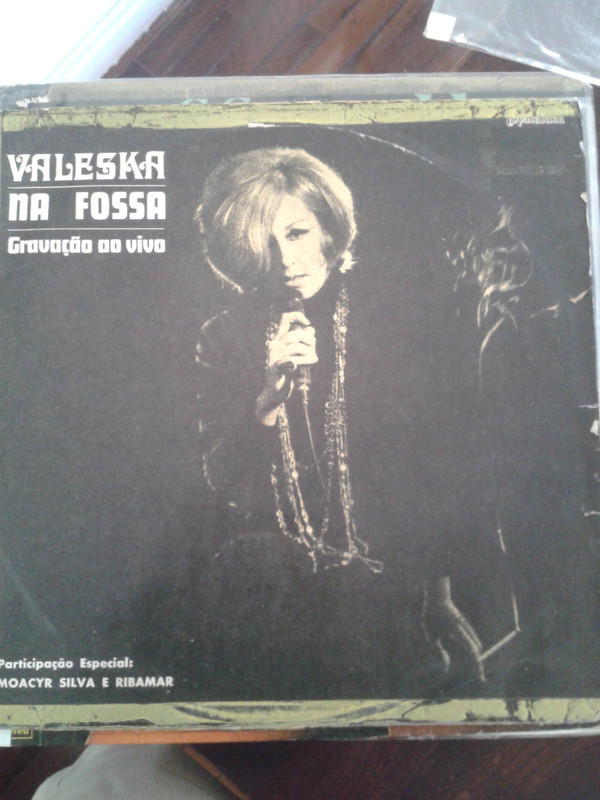 VALESKA
NA FOSSA
Gravação ao vivo
Participação Especial:
MOACYR SILVA E RIBAMAR